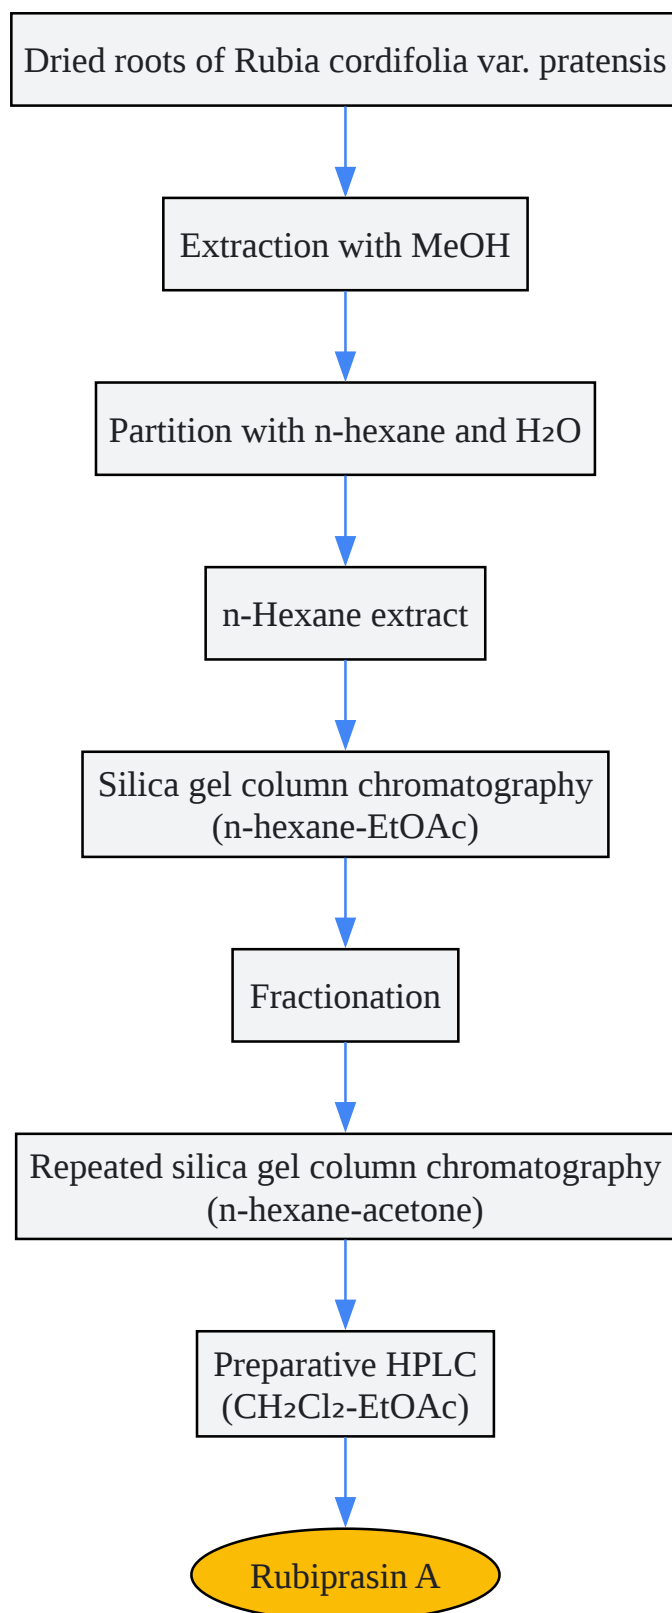 Dried roots of Rubia cordifolia var. pratensis
Extraction with MeOH
Partition with n-hexane and H₂O
n-Hexane extract
Silica gel column chromatography
(n-hexane-EtOAc)
Fractionation
Repeated silica gel column chromatography
(n-hexane-acetone)
Preparative HPLC
(CH₂Cl₂-EtOAc)
Rubiprasin A